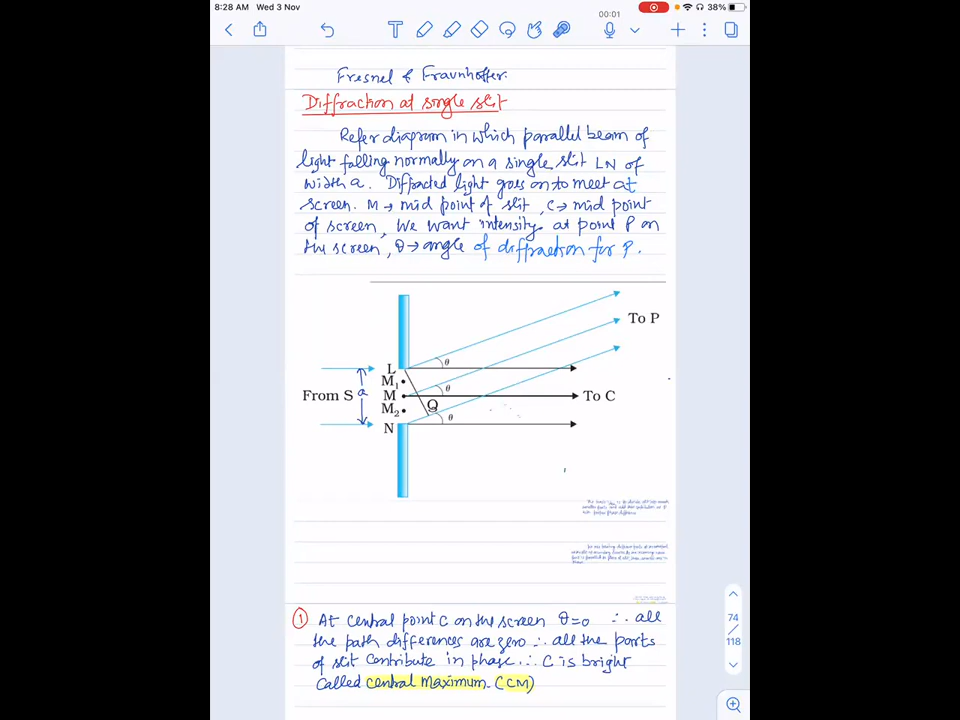 8:28 AM Wed 3 Nov
00:01
38%
Fresnel & Fraunhoffer.
Diffraction at single slit
Refer diagram in which parallel beam of
light falling normally on a single slit LN of
width a. Diffracted light goes on to meet at
screen. M → mid point of slit, C → mid point
of screen, We want intensity at point P on
the screen, θ → angle of diffraction for P.
To P
L
θ
M₁
From S
a
M
θ
To C
M₂
Q
θ
N
74
118
① At central point C on the screen θ=0 ∴ all
the path differences are zero ∴ all the parts
of slit contribute in phase. ∴ C is bright
called central maximum. (CM)